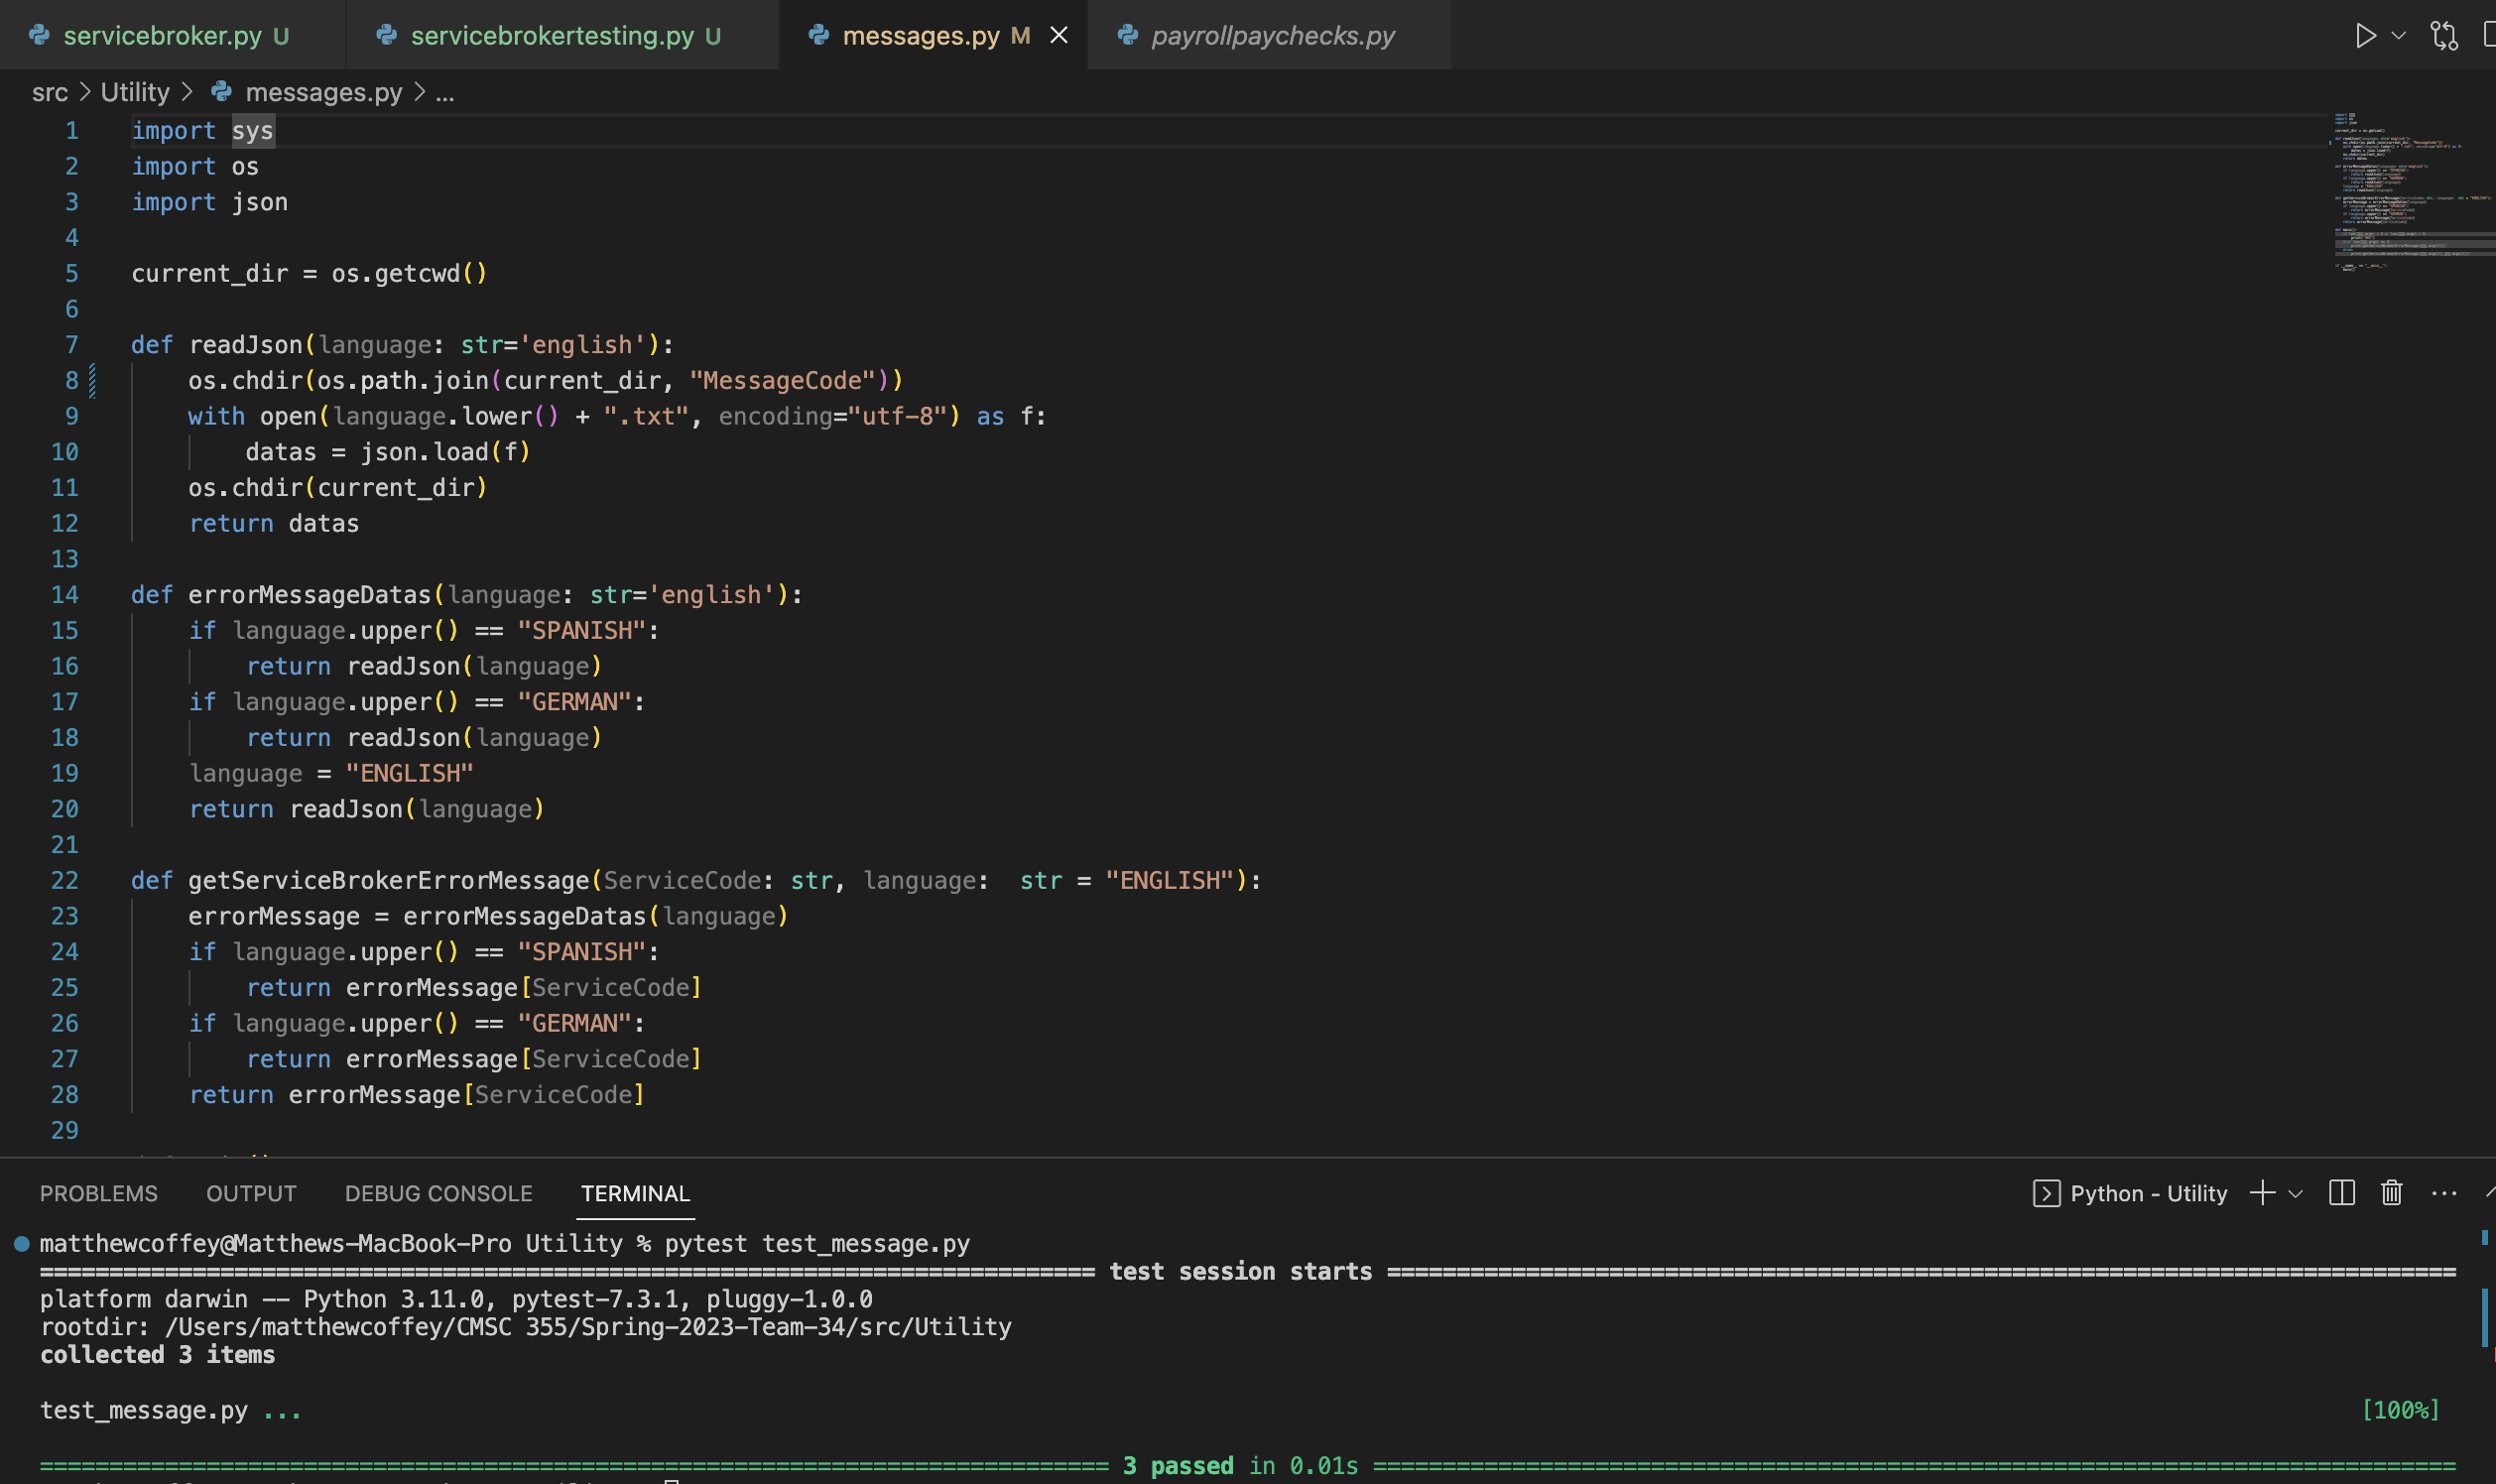 servicebroker.py U servicebrokertesting.py U messages.py M payrollpaychecks.py
src > Utility > messages.py > ...
1 import sys
2 import os
3 import json
4
5 current_dir = os.getcwd()
6
7 def readJson(language: str='english'):
8     os.chdir(os.path.join(current_dir, "MessageCode"))
9     with open(language.lower() + ".txt", encoding="utf-8") as f:
10         datas = json.load(f)
11     os.chdir(current_dir)
12     return datas
13
14 def errorMessageDatas(language: str='english'):
15     if language.upper() == "SPANISH":
16         return readJson(language)
17     if language.upper() == "GERMAN":
18         return readJson(language)
19     language = "ENGLISH"
20     return readJson(language)
21
22 def getServiceBrokerErrorMessage(ServiceCode: str, language:  str = "ENGLISH"):
23     errorMessage = errorMessageDatas(language)
24     if language.upper() == "SPANISH":
25         return errorMessage[ServiceCode]
26     if language.upper() == "GERMAN":
27         return errorMessage[ServiceCode]
28     return errorMessage[ServiceCode]
29
PROBLEMS OUTPUT DEBUG CONSOLE TERMINAL Python - Utility
matthewcoffey@Matthews-MacBook-Pro Utility % pytest test_message.py
test session starts
platform darwin -- Python 3.11.0, pytest-7.3.1, pluggy-1.0.0
rootdir: /Users/matthewcoffey/CMSC 355/Spring-2023-Team-34/src/Utility
collected 3 items
test_message.py ... [100%]
3 passed in 0.01s